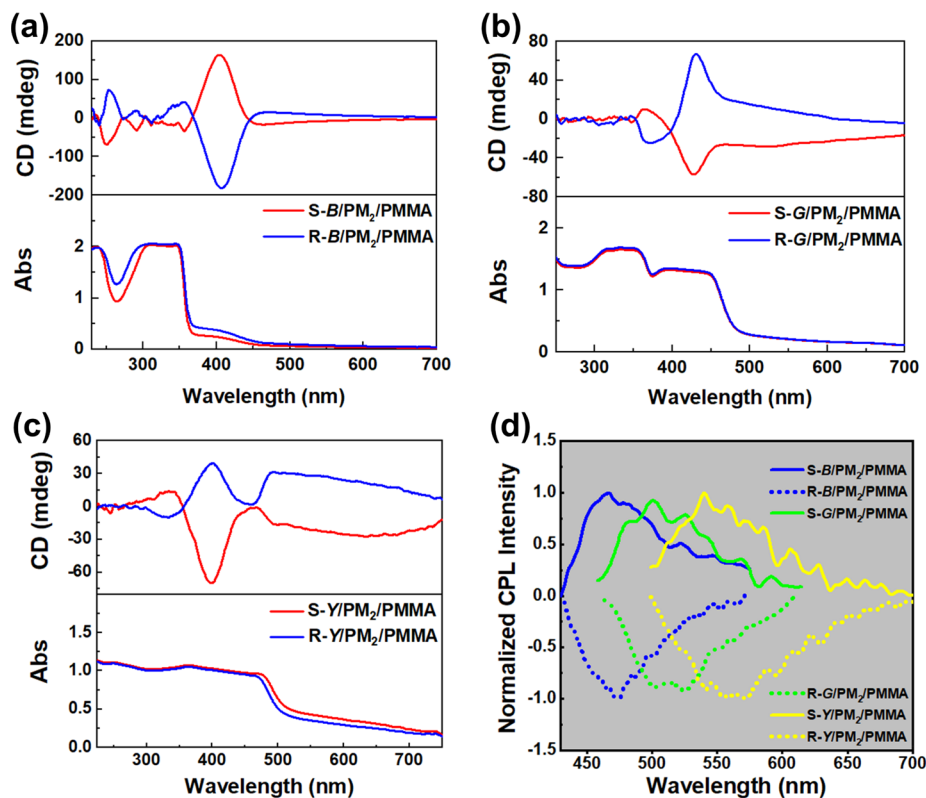 (a)
200
100
0
-100
-200
CD (mdeg)
S-B/PM2/PMMA
R-B/PM2/PMMA
3
2
1
0
Abs
300 400 500 600 700
Wavelength (nm)
(b)
80
40
0
-40
-80
CD (mdeg)
S-G/PM2/PMMA
R-G/PM2/PMMA
2
1
0
Abs
300 400 500 600 700
Wavelength (nm)
(c)
60
30
0
-30
-60
CD (mdeg)
S-Y/PM2/PMMA
R-Y/PM2/PMMA
1.5
1.0
0.5
0.0
Abs
300 400 500 600 700
Wavelength (nm)
(d)
1.5
1.0
0.5
0.0
-0.5
-1.0
-1.5
Normalized CPL Intensity
S-B/PM2/PMMA
R-B/PM2/PMMA
S-G/PM2/PMMA
R-G/PM2/PMMA
S-Y/PM2/PMMA
R-Y/PM2/PMMA
450 500 550 600 650 700
Wavelength (nm)